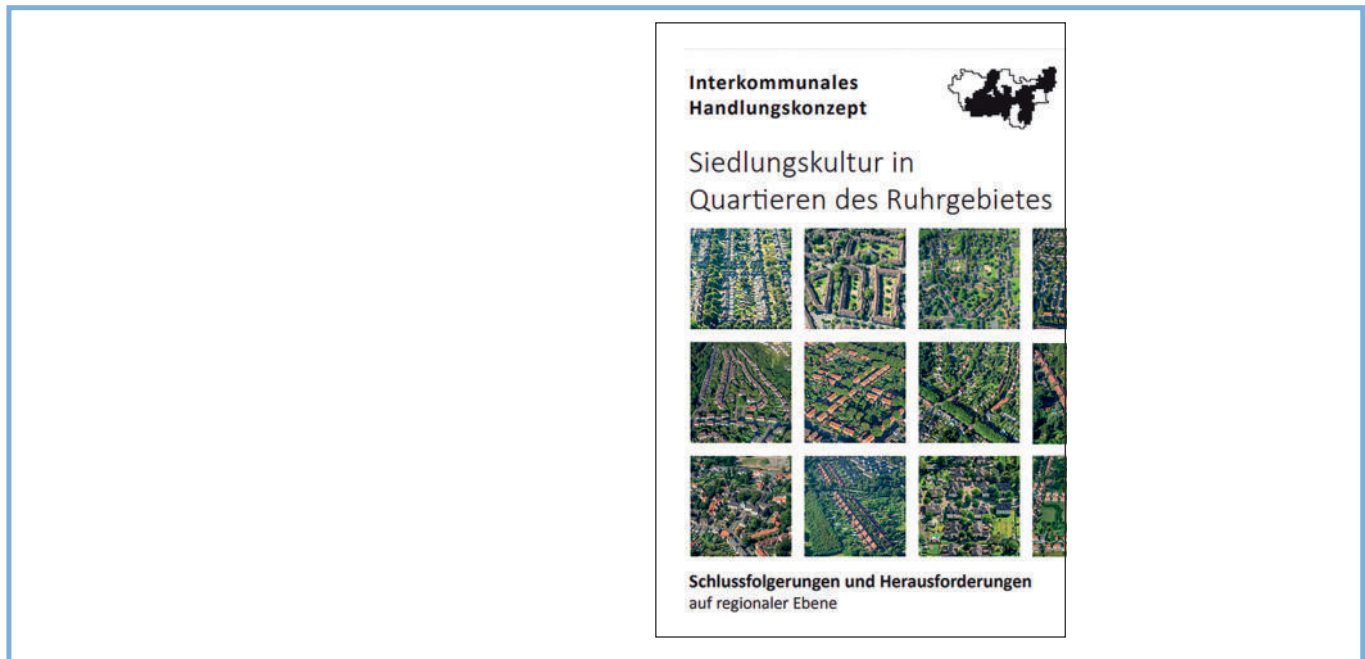 Interkommunales
Handlungskonzept
Siedlungskultur in
Quartieren des Ruhrgebietes
Schlussfolgerungen und Herausforderungen
auf regionaler Ebene